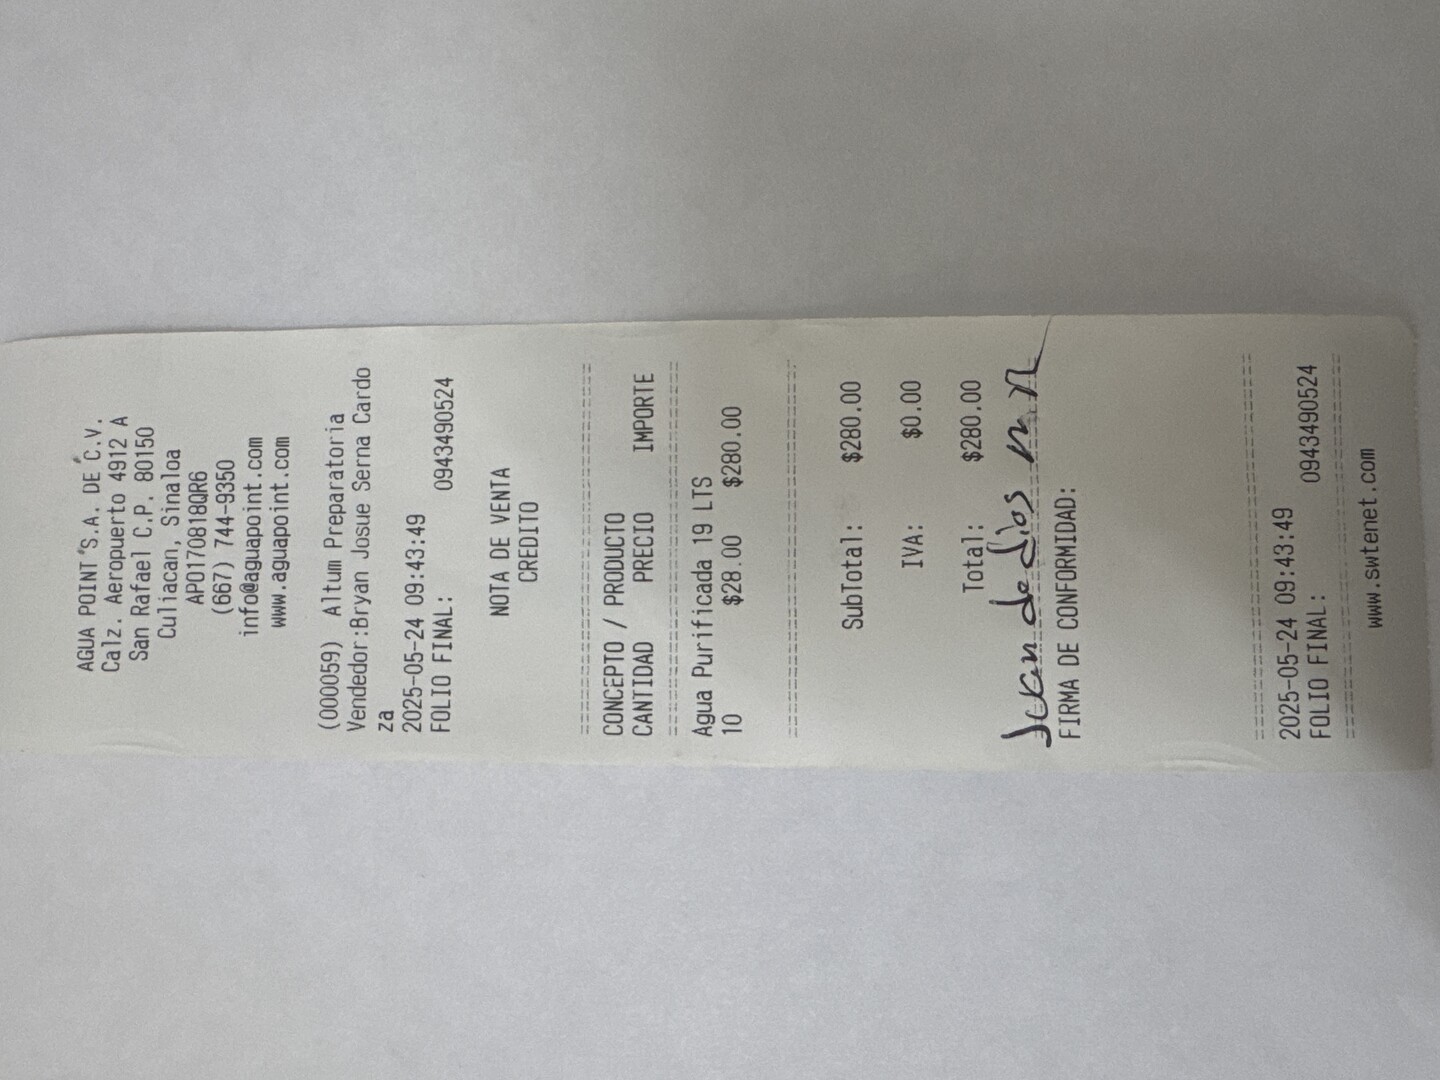 AGUA POINT S.A. DE C.V.
Calz. Aeropuerto 4912 A
San Rafael C.P. 80150
Culiacan, Sinaloa
APO170818QR6
(667) 744-9350
info@aguapoint.com
www.aguapoint.com
(000059) Altum Preparatoria
Vendedor:Bryan Josue Serna Cardo
za
2025-05-24 09:43:49
FOLIO FINAL: 0943490524
NOTA DE VENTA
CREDITO
CONCEPTO / PRODUCTO
CANTIDAD PRECIO IMPORTE
Agua Purificada 19 LTS
10 $28.00 $280.00
SubTotal: $280.00
IVA: $0.00
Total: $280.00
Juan de dios
FIRMA DE CONFORMIDAD:
2025-05-24 09:43:49
FOLIO FINAL: 0943490524
www.swtenet.com